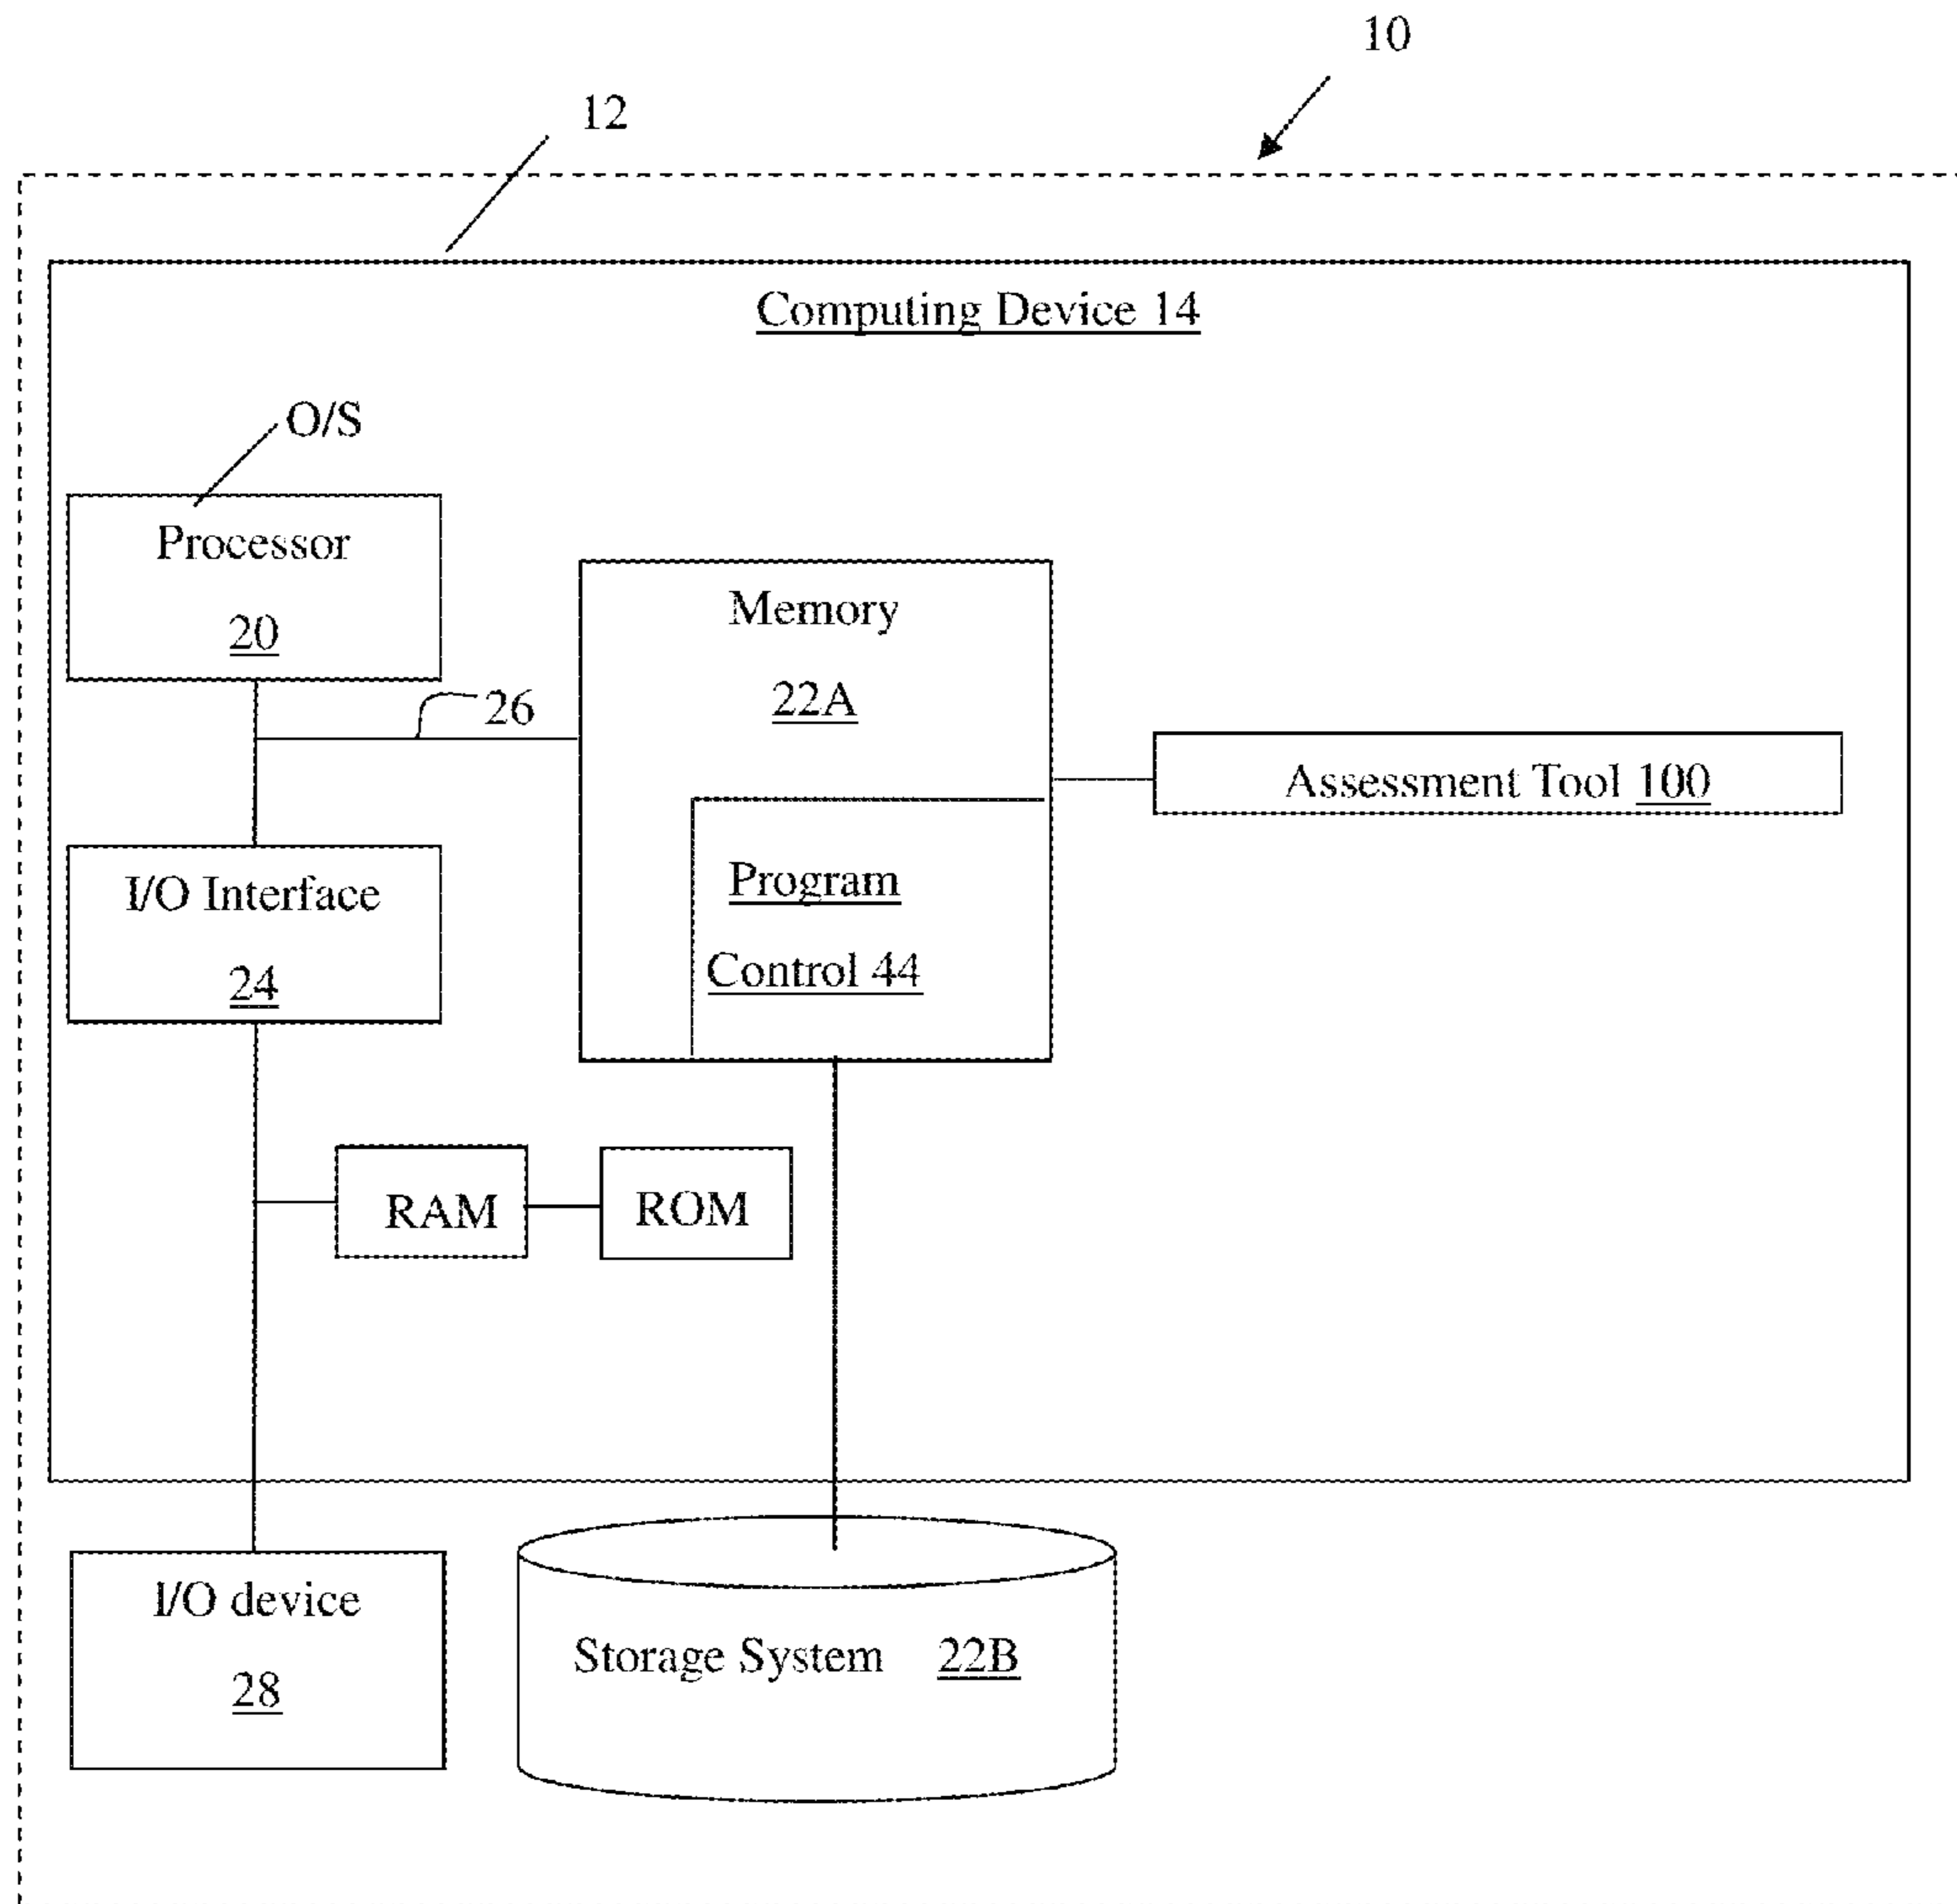 10
12
Computing Device 14
O/S
Processor
20
26
Memory
22A
Assessment Tool 100
I/O Interface
24
Program
Control 44
RAM
ROM
I/O device
28
Storage System 22B